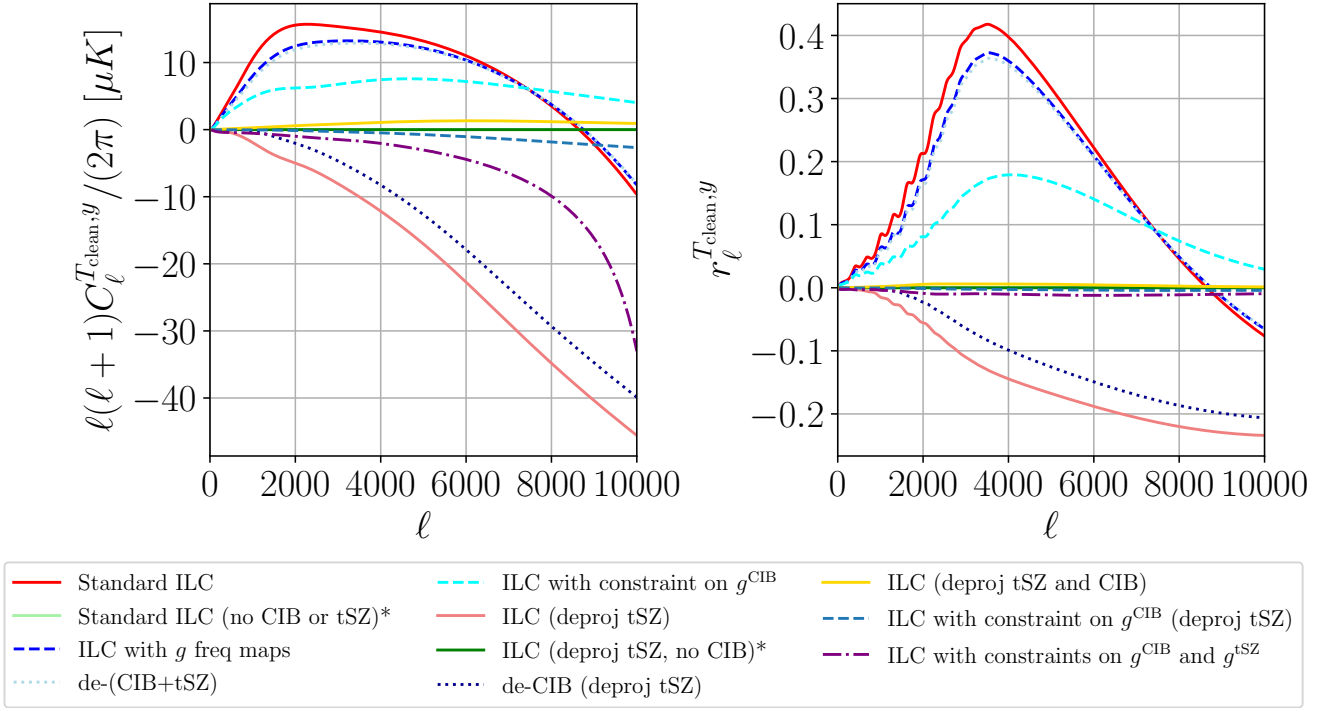 ℓ(ℓ + 1)C_ℓ^{T_clean,y}/(2π) [μK]
10
0
−10
−20
−30
−40
0 2000 4000 6000 8000 10000
ℓ
r_ℓ^{T_clean,y}
0.4
0.3
0.2
0.1
0.0
−0.1
−0.2
0 2000 4000 6000 8000 10000
ℓ
Standard ILC
Standard ILC (no CIB or tSZ)*
ILC with g freq maps
de-(CIB+tSZ)
ILC with constraint on g^CIB
ILC (deproj tSZ)
ILC (deproj tSZ, no CIB)*
de-CIB (deproj tSZ)
ILC (deproj tSZ and CIB)
ILC with constraint on g^CIB (deproj tSZ)
ILC with constraints on g^CIB and g^tSZ